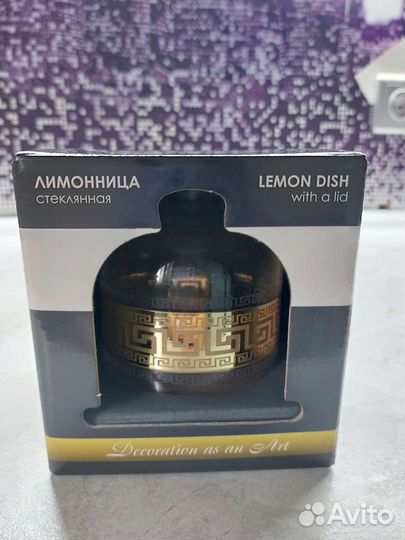 ЛИМОННИЦА
стеклянная
LEMON DISH
with a lid
Decoration as an Art
Avito